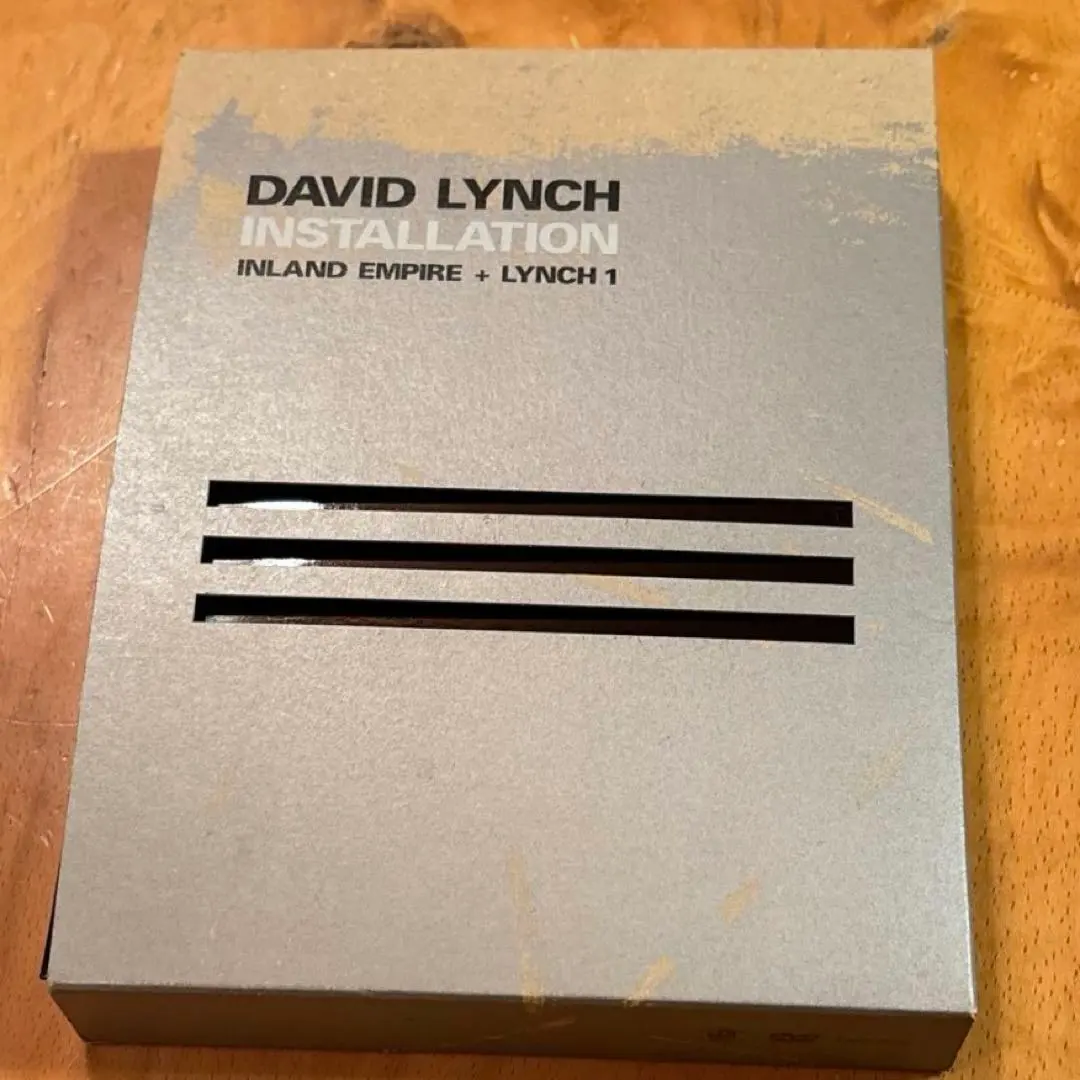 DAVID LYNCH
INSTALLATION
INLAND EMPIRE + LYNCH 1